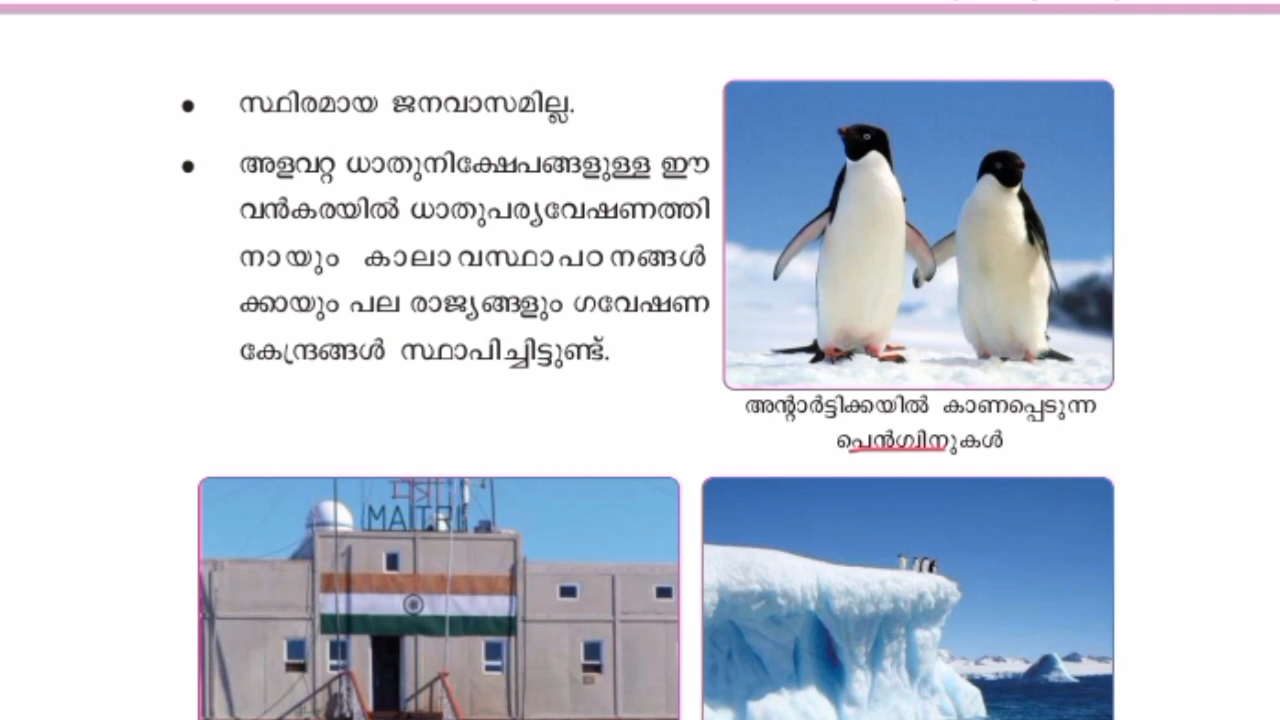 • സ്ഥിരമായ ജനവാസമില്ല.
• അളവറ്റ ധാതുനിക്ഷേപങ്ങളുള്ള ഈ
വൻകരയിൽ ധാതുപര്യവേഷണത്തി
നായും കാലാവസ്ഥാപഠനങ്ങൾ
ക്കായും പല രാജ്യങ്ങളും ഗവേഷണ
കേന്ദ്രങ്ങൾ സ്ഥാപിച്ചിട്ടുണ്ട്.
അന്റാർട്ടിക്കയിൽ കാണപ്പെടുന്ന
പെൻഗ്വിനുകൾ
MAITRI